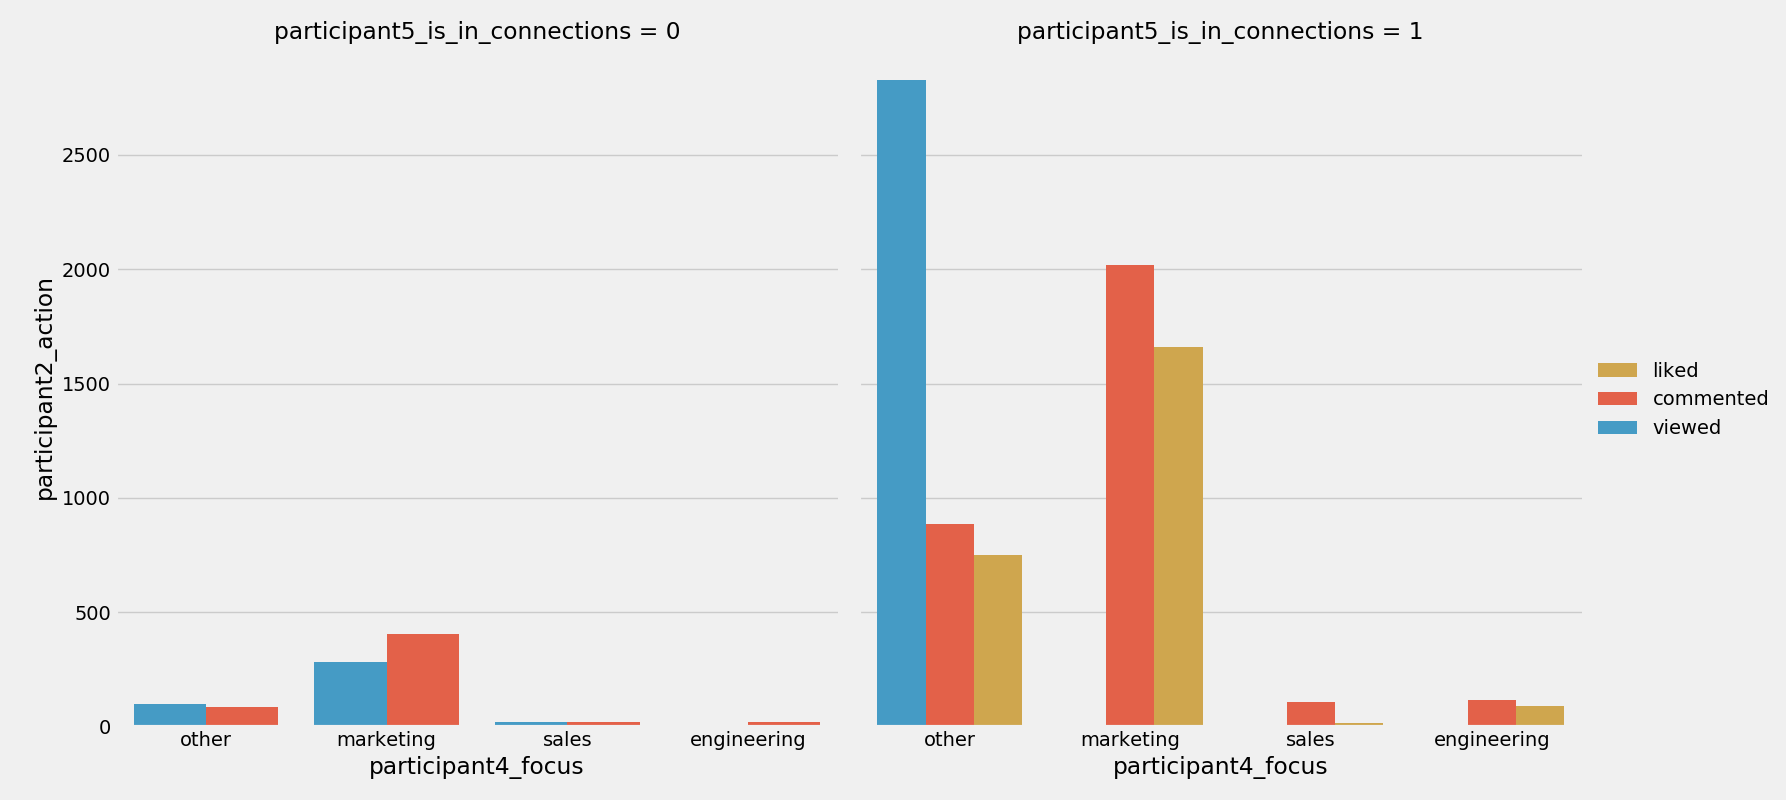 participant5_is_in_connections = 0
participant5_is_in_connections = 1
participant2_action
2500
2000
1500
1000
500
0
other marketing sales engineering
other marketing sales engineering
participant4_focus
participant4_focus
liked
commented
viewed